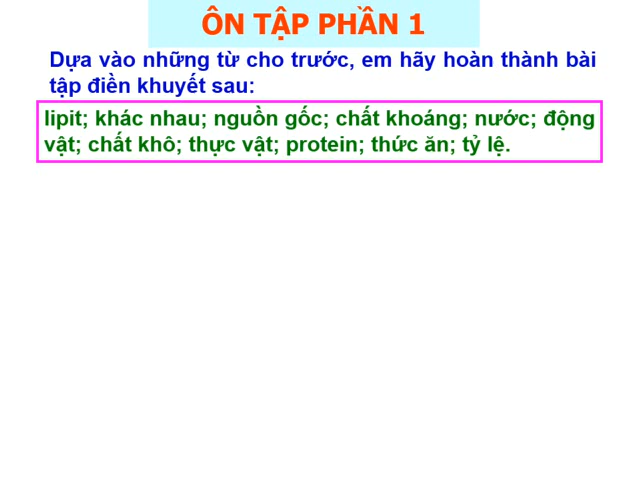 ÔN TẬP PHẦN 1
Dựa vào những từ cho trước, em hãy hoàn thành bài
tập điền khuyết sau:
lipit; khác nhau; nguồn gốc; chất khoáng; nước; động
vật; chất khô; thực vật; protein; thức ăn; tỷ lệ.